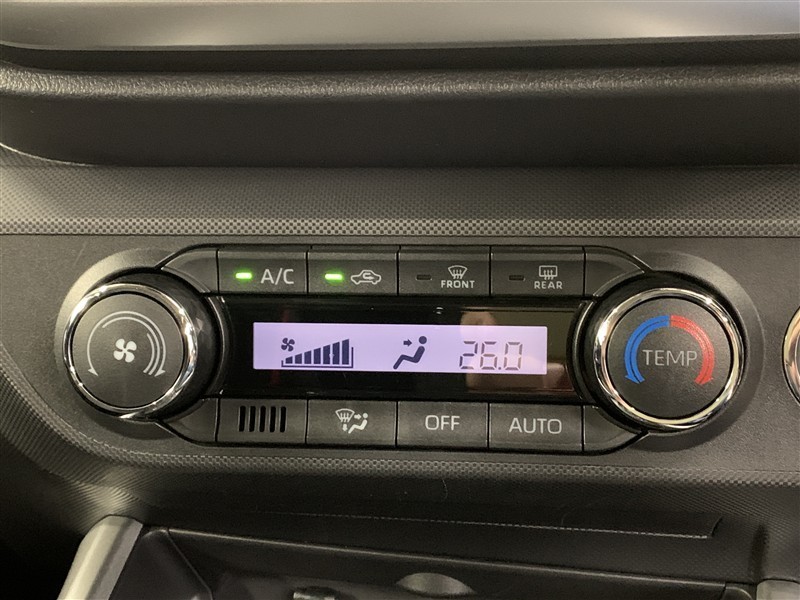 A/C
FRONT
REAR
26.0
TEMP
OFF
AUTO